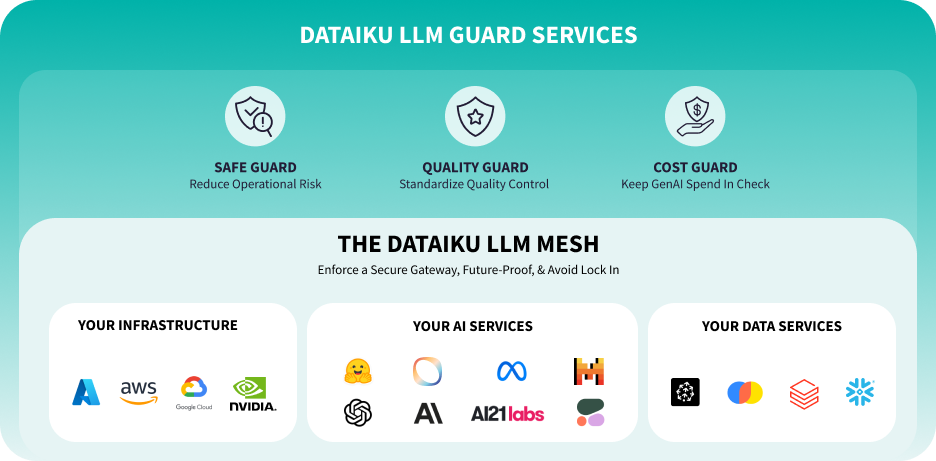 DATAIKU LLM GUARD SERVICES
SAFE GUARD
Reduce Operational Risk
QUALITY GUARD
Standardize Quality Control
COST GUARD
Keep GenAI Spend In Check
THE DATAIKU LLM MESH
Enforce a Secure Gateway, Future-Proof, & Avoid Lock In
YOUR INFRASTRUCTURE
aws
Google Cloud
NVIDIA.
YOUR AI SERVICES
AI21labs
YOUR DATA SERVICES